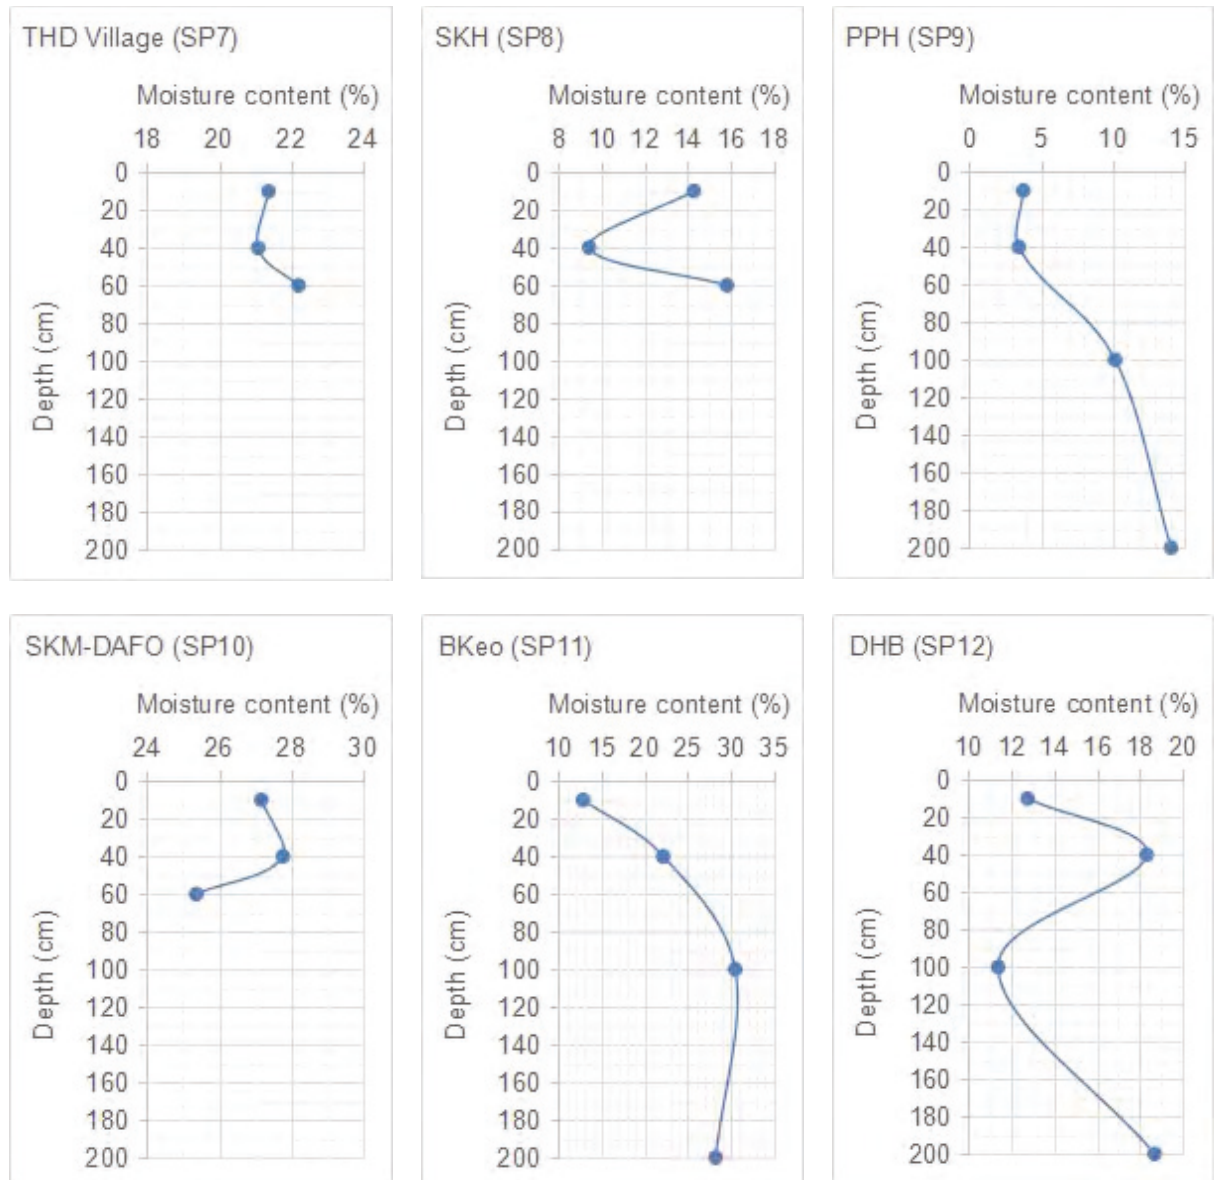 THD Village (SP7)
Moisture content (%)
18 20 22 24
0
20
40
60
80
100
120
140
160
180
200
Depth (cm)
SKH (SP8)
Moisture content (%)
8 10 12 14 16 18
0
20
40
60
80
100
120
140
160
180
200
Depth (cm)
PPH (SP9)
Moisture content (%)
0 5 10 15
0
20
40
60
80
100
120
140
160
180
200
Depth (cm)
SKM-DAFO (SP10)
Moisture content (%)
24 26 28 30
0
20
40
60
80
100
120
140
160
180
200
Depth (cm)
BKeo (SP11)
Moisture content (%)
10 15 20 25 30 35
0
20
40
60
80
100
120
140
160
180
200
Depth (cm)
DHB (SP12)
Moisture content (%)
10 12 14 16 18 20
0
20
40
60
80
100
120
140
160
180
200
Depth (cm)